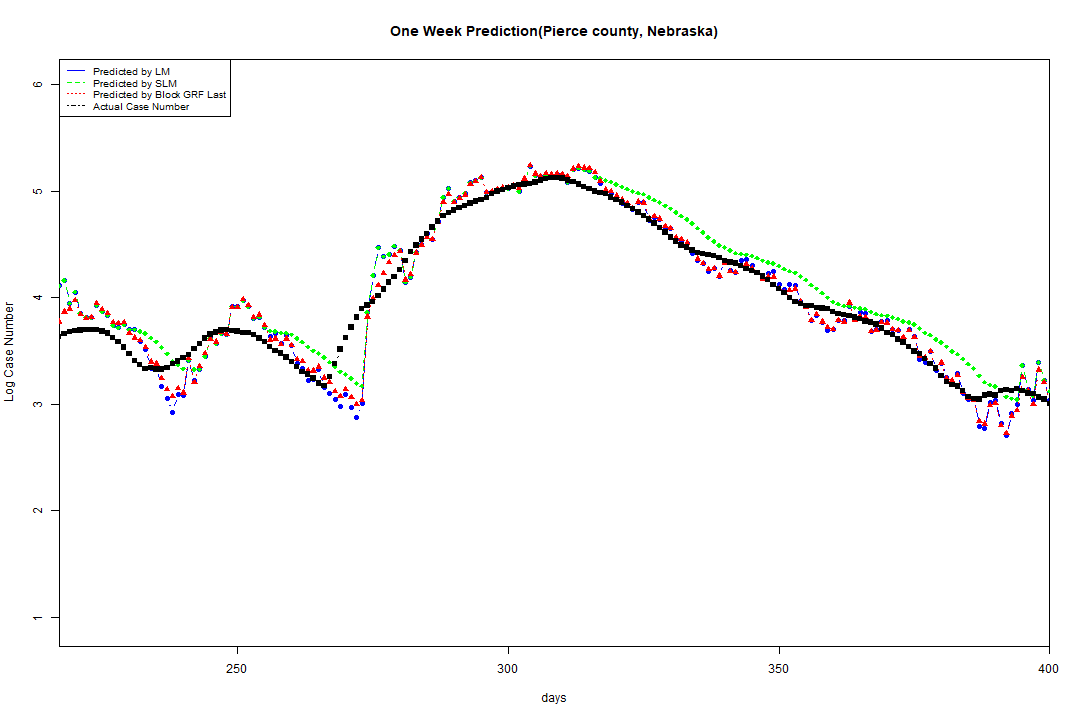 One Week Prediction(Pierce county, Nebraska)
Predicted by LM
Predicted by SLM
Predicted by Block GRF Last
Actual Case Number
6
5
4
3
2
1
Log Case Number
250
300
350
400
days